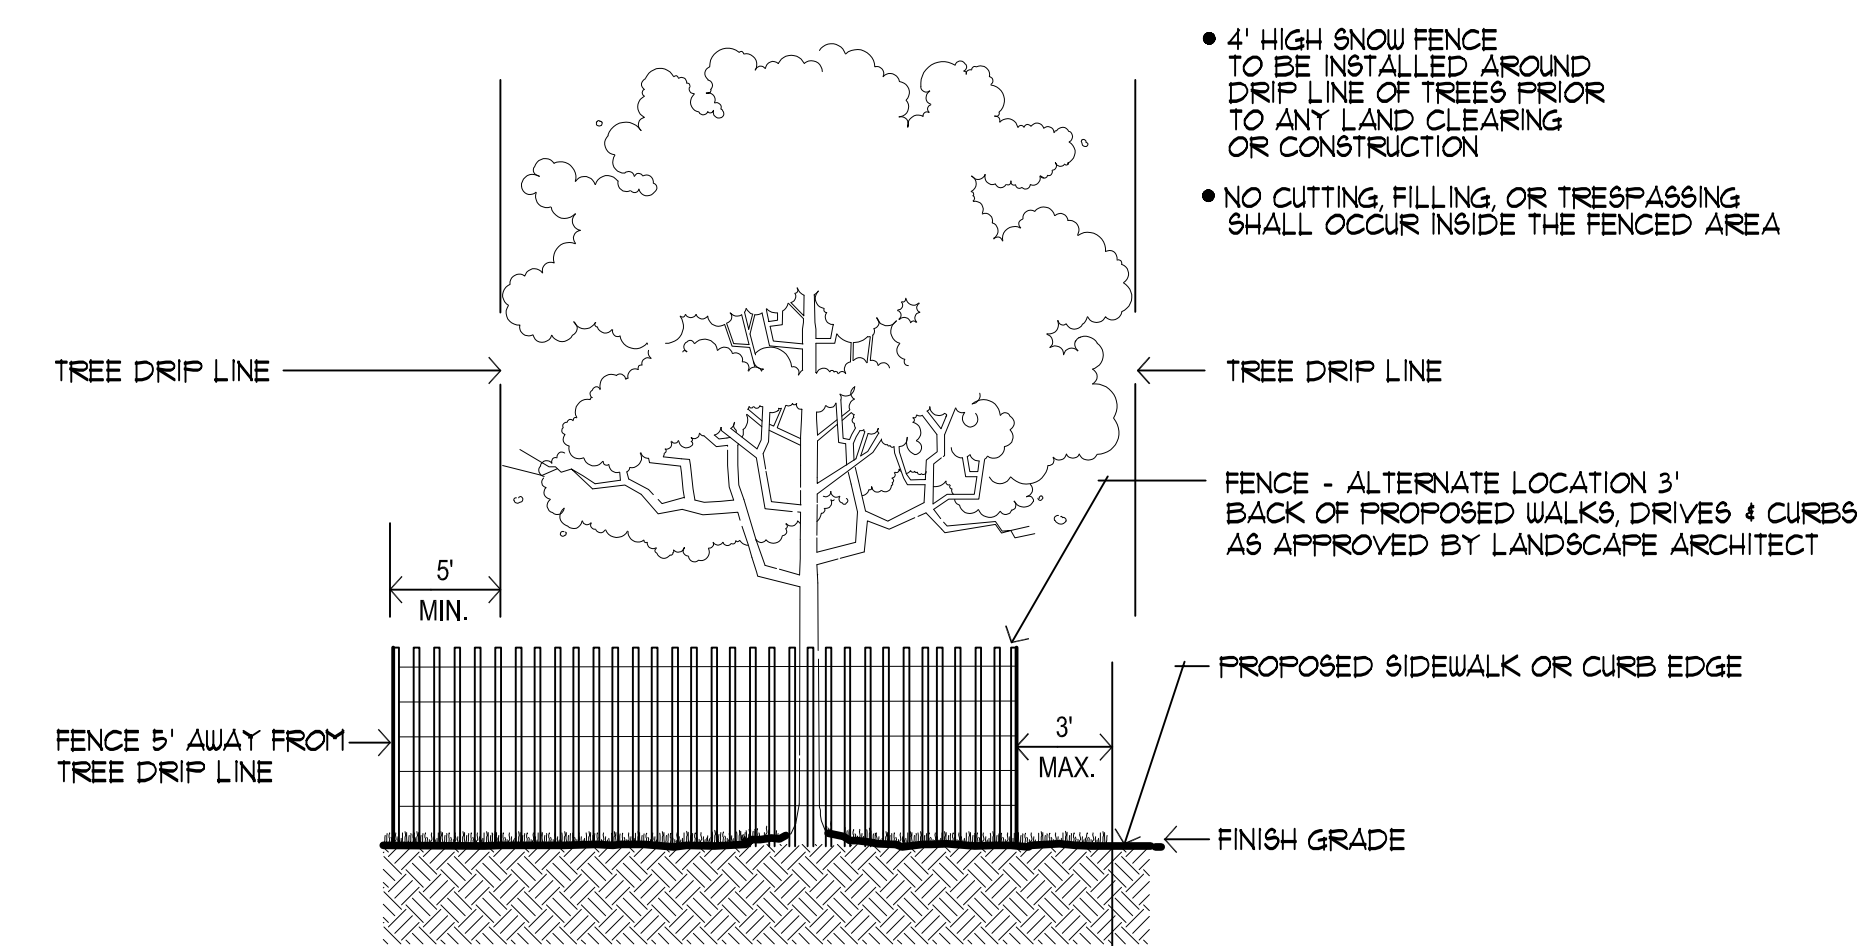 ● 4' HIGH SNOW FENCE
TO BE INSTALLED AROUND
DRIP LINE OF TREES PRIOR
TO ANY LAND CLEARING
OR CONSTRUCTION
● NO CUTTING, FILLING, OR TRESPASSING
SHALL OCCUR INSIDE THE FENCED AREA
TREE DRIP LINE
TREE DRIP LINE
FENCE - ALTERNATE LOCATION 3'
BACK OF PROPOSED WALKS, DRIVES & CURBS
AS APPROVED BY LANDSCAPE ARCHITECT
5'
MIN.
PROPOSED SIDEWALK OR CURB EDGE
FENCE 5' AWAY FROM
TREE DRIP LINE
3'
MAX.
FINISH GRADE